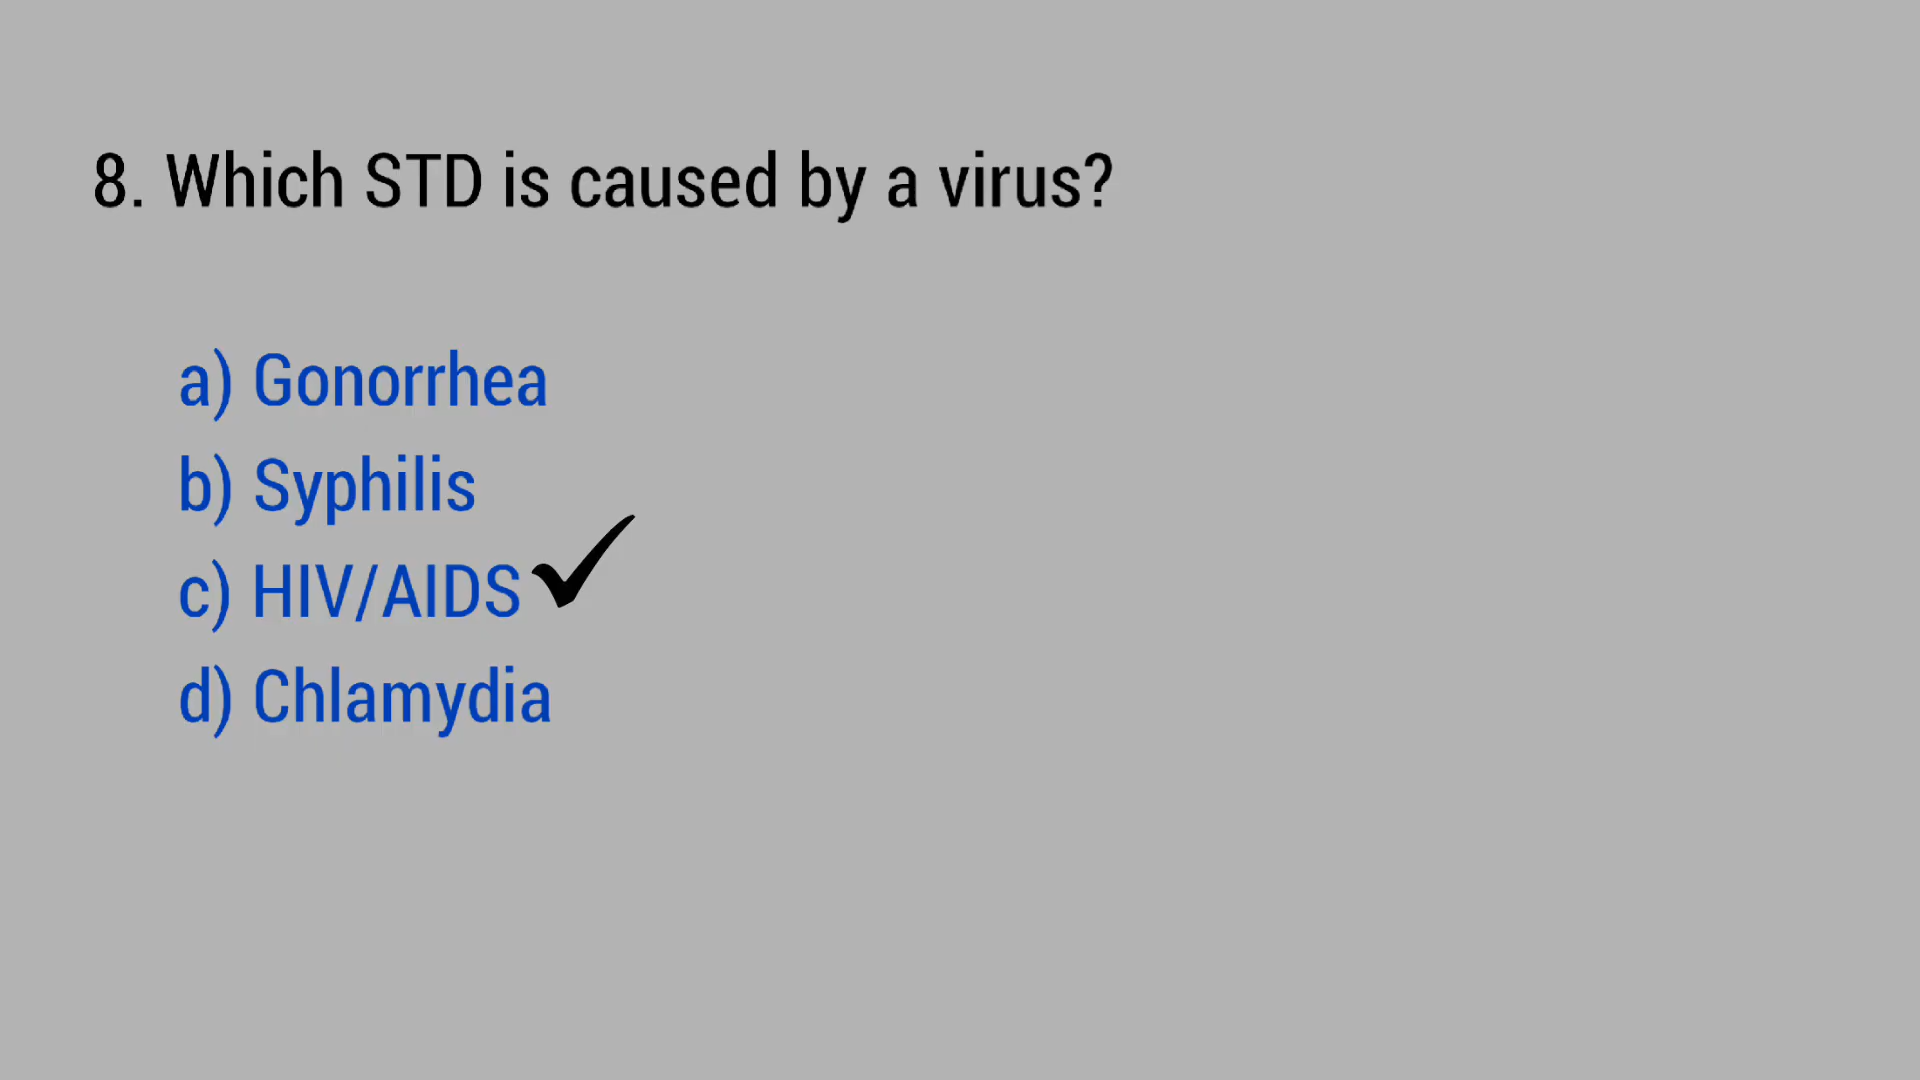 8. Which STD is caused by a virus?
a) Gonorrhea
b) Syphilis
c) HIV/AIDS
d) Chlamydia